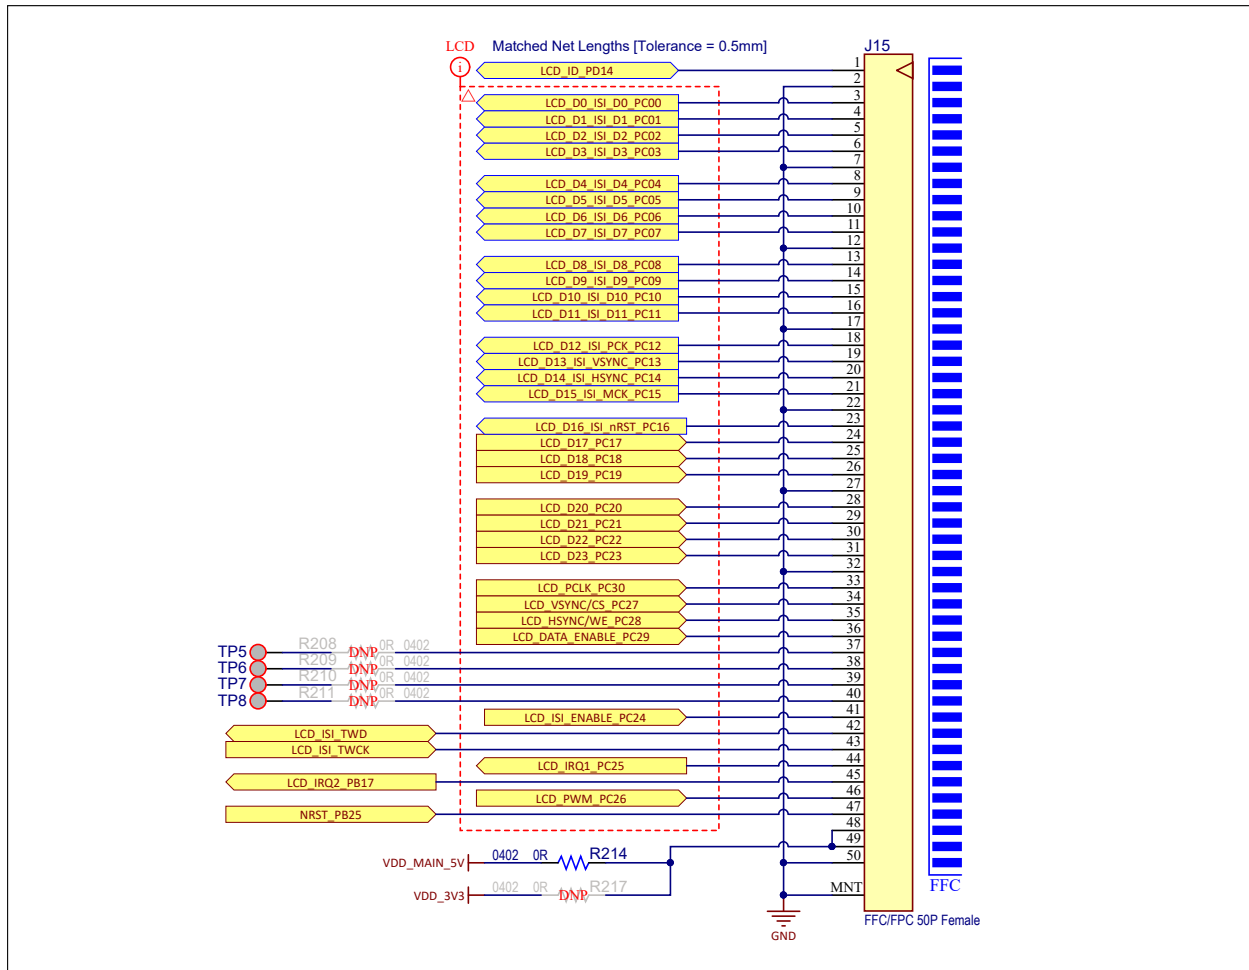 LCD Matched Net Lengths [Tolerance = 0.5mm] J15
i
LCD_ID_PD14 1
2
LCD_D0_ISI_D0_PC00 3
LCD_D1_ISI_D1_PC01 4
LCD_D2_ISI_D2_PC02 5
LCD_D3_ISI_D3_PC03 6
7
LCD_D4_ISI_D4_PC04 8
LCD_D5_ISI_D5_PC05 9
LCD_D6_ISI_D6_PC06 10
LCD_D7_ISI_D7_PC07 11
12
LCD_D8_ISI_D8_PC08 13
LCD_D9_ISI_D9_PC09 14
LCD_D10_ISI_D10_PC10 15
LCD_D11_ISI_D11_PC11 16
17
LCD_D12_ISI_PCK_PC12 18
LCD_D13_ISI_VSYNC_PC13 19
LCD_D14_ISI_HSYNC_PC14 20
LCD_D15_ISI_MCK_PC15 21
22
LCD_D16_ISI_nRST_PC16 23
LCD_D17_PC17 24
LCD_D18_PC18 25
LCD_D19_PC19 26
27
LCD_D20_PC20 28
LCD_D21_PC21 29
LCD_D22_PC22 30
LCD_D23_PC23 31
32
LCD_PCLK_PC30 33
LCD_VSYNC/CS_PC27 34
LCD_HSYNC/WE_PC28 35
LCD_DATA_ENABLE_PC29 36
TP5 R208 DNP 0R 0402 37
TP6 R209 DNP 0R 0402 38
TP7 R210 DNP 0R 0402 39
TP8 R211 DNP 0R 0402 40
LCD_ISI_ENABLE_PC24 41
LCD_ISI_TWD 42
LCD_ISI_TWCK 43
LCD_IRQ1_PC25 44
LCD_IRQ2_PB17 45
LCD_PWM_PC26 46
NRST_PB25 47
48
49
VDD_MAIN_5V 0402 0R R214 50
VDD_3V3 0402 0R DNP R217 MNT FFC
FFC/FPC 50P Female
GND